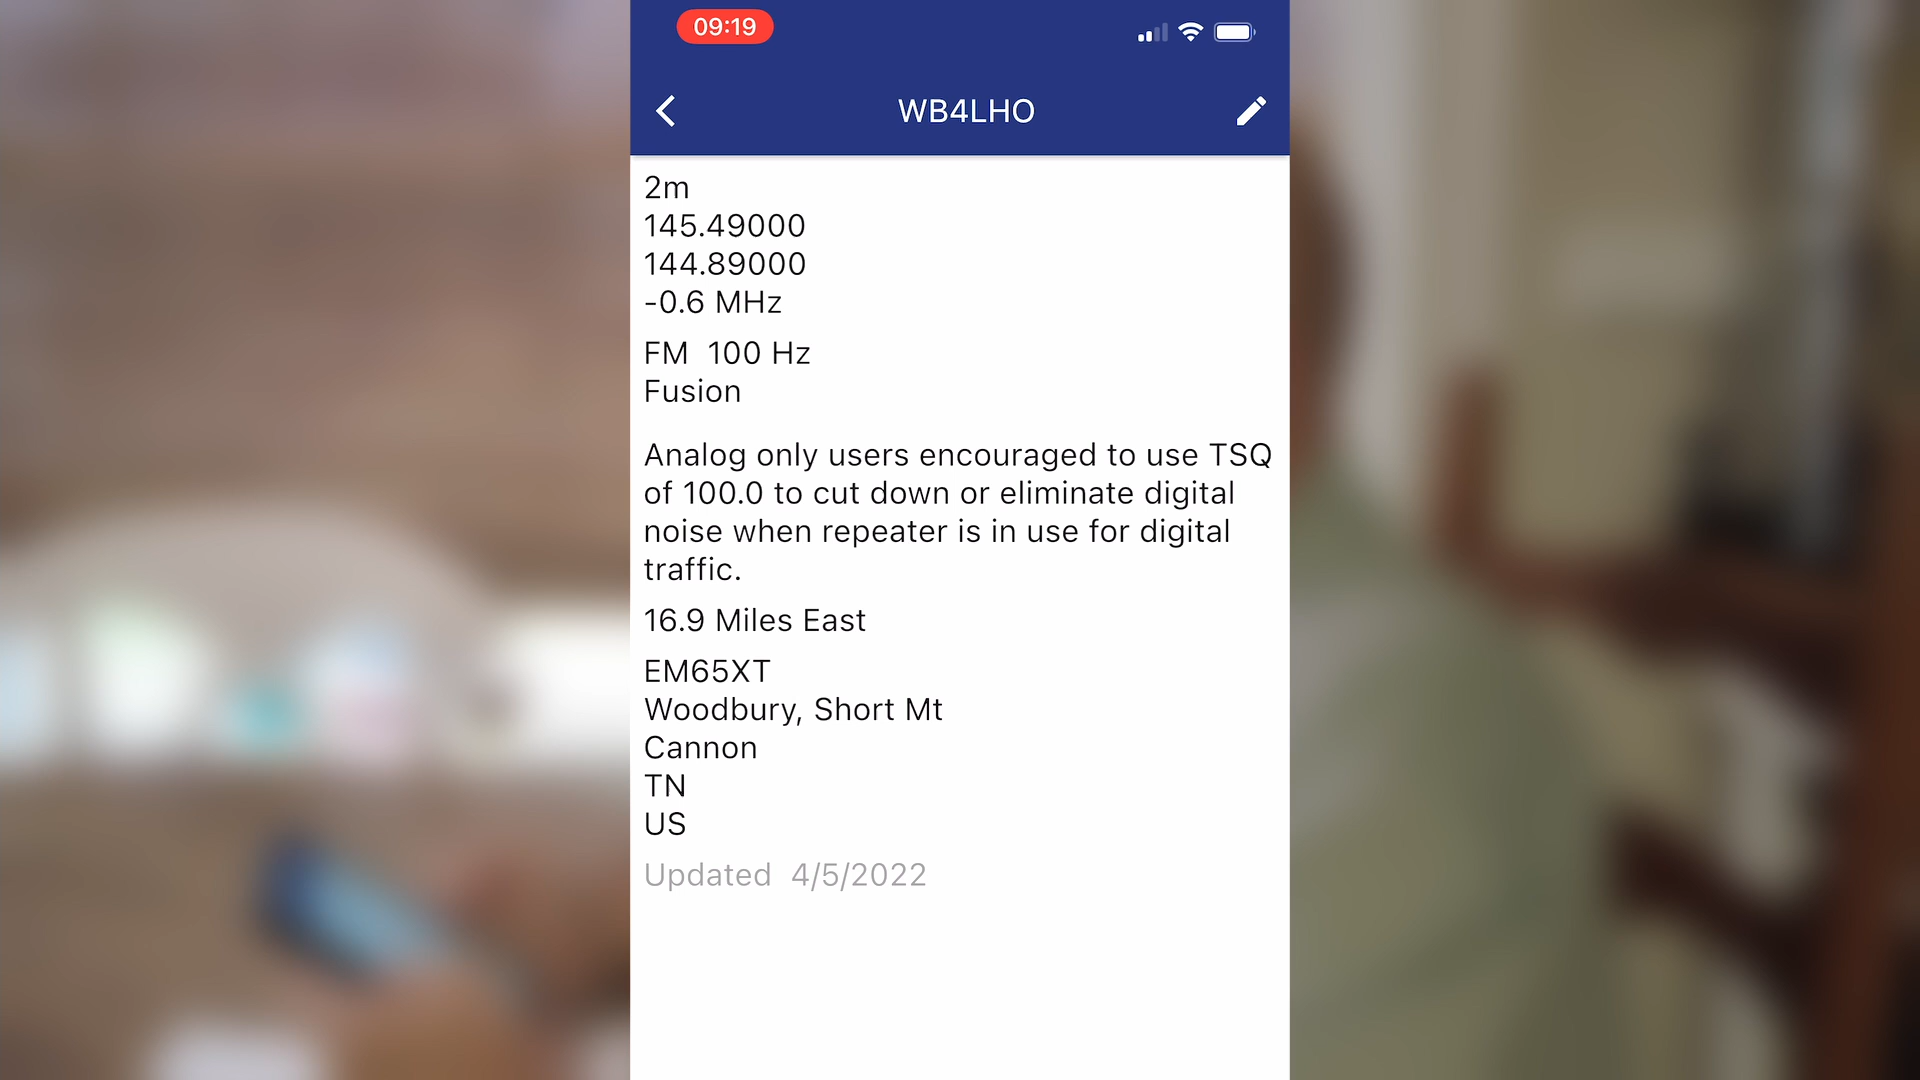 09:19
WB4LHO
2m
145.49000
144.89000
-0.6 MHz
FM 100 Hz
Fusion
Analog only users encouraged to use TSQ
of 100.0 to cut down or eliminate digital
noise when repeater is in use for digital
traffic.
16.9 Miles East
EM65XT
Woodbury, Short Mt
Cannon
TN
US
Updated 4/5/2022